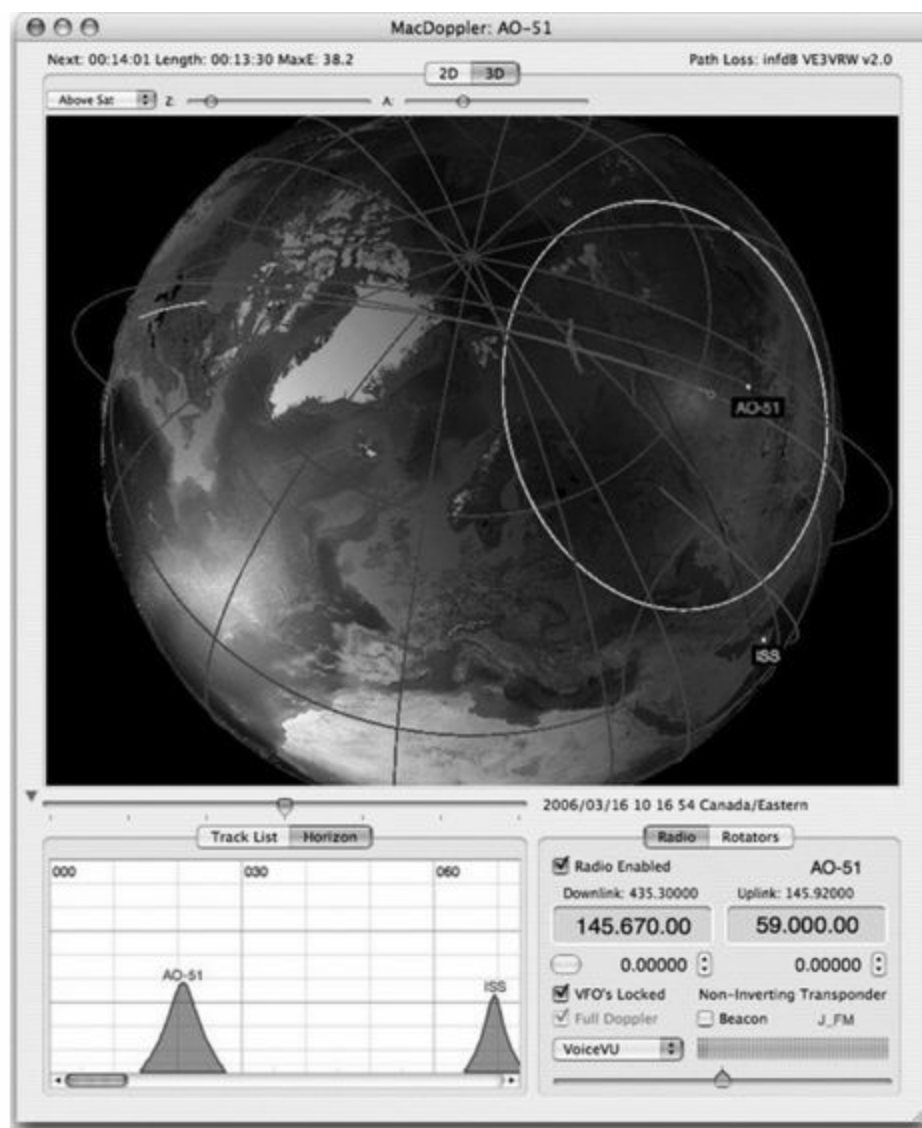 MacDoppler: AO-51
Next: 00:14:01 Length: 00:13:30 MaxE: 38.2
Path Loss: infdB VE3VRW v2.0
2D 3D
Above Sat Z: A:
AO-51
ISS
2006/03/16 10 16 54 Canada/Eastern
Track List Horizon
Radio Rotators
000 030 060
AO-51
ISS
Radio Enabled AO-51
Downlink: 435.30000 Uplink: 145.92000
145.670.00 59.000.00
0.00000 0.00000
VFO's Locked Non-Inverting Transponder
Full Doppler Beacon J_FM
VoiceVU